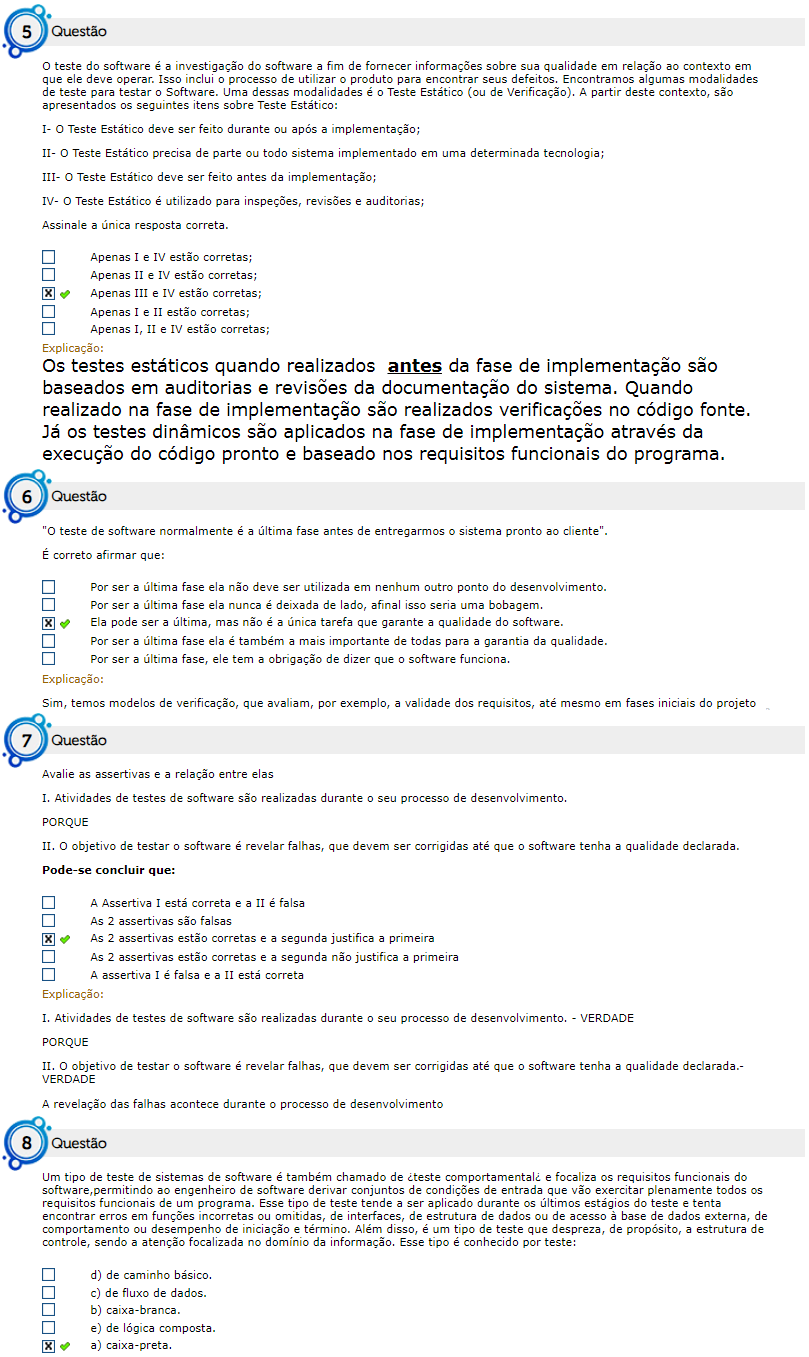 5 Questão
O teste do software é a investigação do software a fim de fornecer informações sobre sua qualidade em relação ao contexto em
que ele deve operar. Isso inclui o processo de utilizar o produto para encontrar seus defeitos. Encontramos algumas modalidades
de teste para testar o Software. Uma dessas modalidades é o Teste Estático (ou de Verificação). A partir deste contexto, são
apresentados os seguintes itens sobre Teste Estático:
I- O Teste Estático deve ser feito durante ou após a implementação;
II- O Teste Estático precisa de parte ou todo sistema implementado em uma determinada tecnologia;
III- O Teste Estático deve ser feito antes da implementação;
IV- O Teste Estático é utilizado para inspeções, revisões e auditorias;
Assinale a única resposta correta.
Apenas I e IV estão corretas;
Apenas II e IV estão corretas;
Apenas III e IV estão corretas;
Apenas I e II estão corretas;
Apenas I, II e IV estão corretas;
Explicação:
Os testes estáticos quando realizados antes da fase de implementação são
baseados em auditorias e revisões da documentação do sistema. Quando
realizado na fase de implementação são realizados verificações no código fonte.
Já os testes dinâmicos são aplicados na fase de implementação através da
execução do código pronto e baseado nos requisitos funcionais do programa.
6 Questão
"O teste de software normalmente é a última fase antes de entregarmos o sistema pronto ao cliente".
É correto afirmar que:
Por ser a última fase ela não deve ser utilizada em nenhum outro ponto do desenvolvimento.
Por ser a última fase ela nunca é deixada de lado, afinal isso seria uma bobagem.
Ela pode ser a última, mas não é a única tarefa que garante a qualidade do software.
Por ser a última fase ela é também a mais importante de todas para a garantia da qualidade.
Por ser a última fase, ele tem a obrigação de dizer que o software funciona.
Explicação:
Sim, temos modelos de verificação, que avaliam, por exemplo, a validade dos requisitos, até mesmo em fases iniciais do projeto
7 Questão
Avalie as assertivas e a relação entre elas
I. Atividades de testes de software são realizadas durante o seu processo de desenvolvimento.
PORQUE
II. O objetivo de testar o software é revelar falhas, que devem ser corrigidas até que o software tenha a qualidade declarada.
Pode-se concluir que:
A Assertiva I está correta e a II é falsa
As 2 assertivas são falsas
As 2 assertivas estão corretas e a segunda justifica a primeira
As 2 assertivas estão corretas e a segunda não justifica a primeira
A assertiva I é falsa e a II está correta
Explicação:
I. Atividades de testes de software são realizadas durante o seu processo de desenvolvimento. - VERDADE
PORQUE
II. O objetivo de testar o software é revelar falhas, que devem ser corrigidas até que o software tenha a qualidade declarada.-
VERDADE
A revelação das falhas acontece durante o processo de desenvolvimento
8 Questão
Um tipo de teste de sistemas de software é também chamado de ¿teste comportamental¿ e focaliza os requisitos funcionais do
software,permitindo ao engenheiro de software derivar conjuntos de condições de entrada que vão exercitar plenamente todos os
requisitos funcionais de um programa. Esse tipo de teste tende a ser aplicado durante os últimos estágios do teste e tenta
encontrar erros em funções incorretas ou omitidas, de interfaces, de estrutura de dados ou de acesso à base de dados externa, de
comportamento ou desempenho de iniciação e término. Além disso, é um tipo de teste que despreza, de propósito, a estrutura de
controle, sendo a atenção focalizada no domínio da informação. Esse tipo é conhecido por teste:
d) de caminho básico.
c) de fluxo de dados.
b) caixa-branca.
e) de lógica composta.
a) caixa-preta.